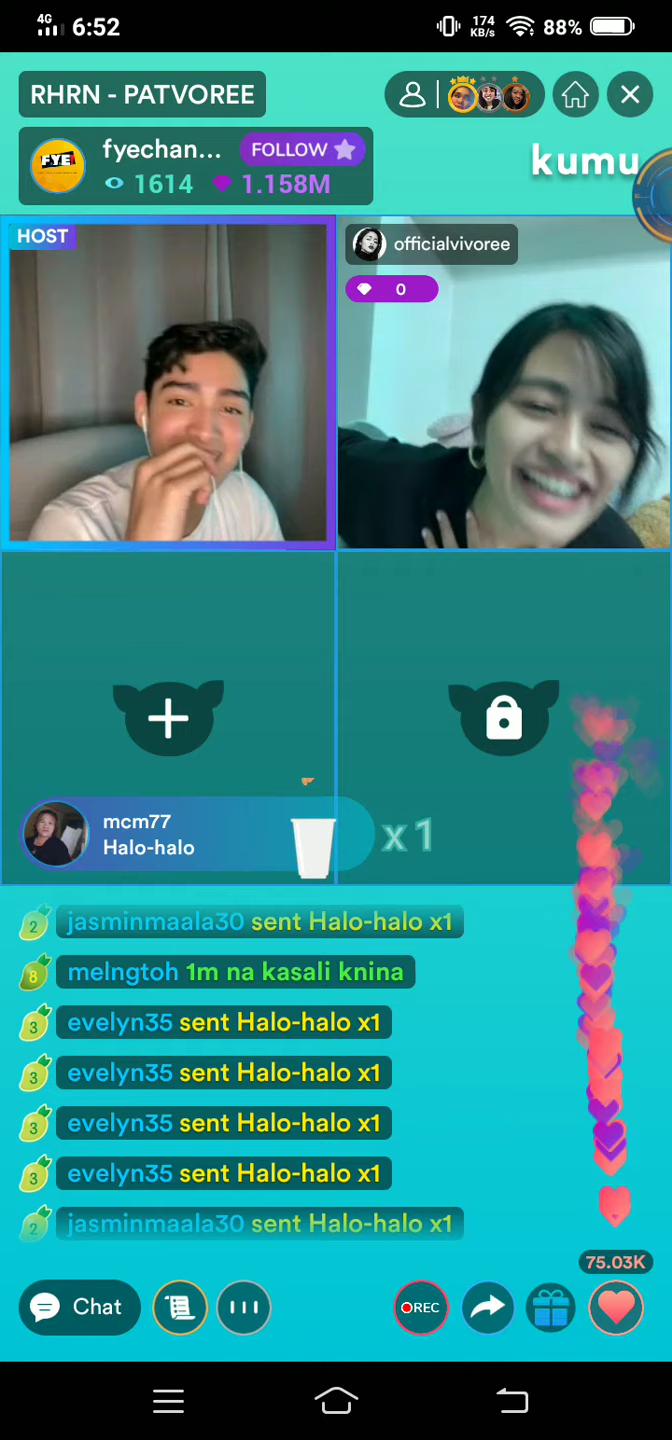 4G 6:52 174 KB/s 88%
RHRN - PATVOREE
fyechan... FOLLOW
1614 1.158M
kumu
FYE
HOST
officialvivoree
0
mcm77
Halo-halo
x 1
2 jasminmaala30 sent Halo-halo x1
8 melngtoh 1m na kasali knina
3 evelyn35 sent Halo-halo x1
3 evelyn35 sent Halo-halo x1
3 evelyn35 sent Halo-halo x1
3 evelyn35 sent Halo-halo x1
2 jasminmaala30 sent Halo-halo x1
75.03K
Chat REC